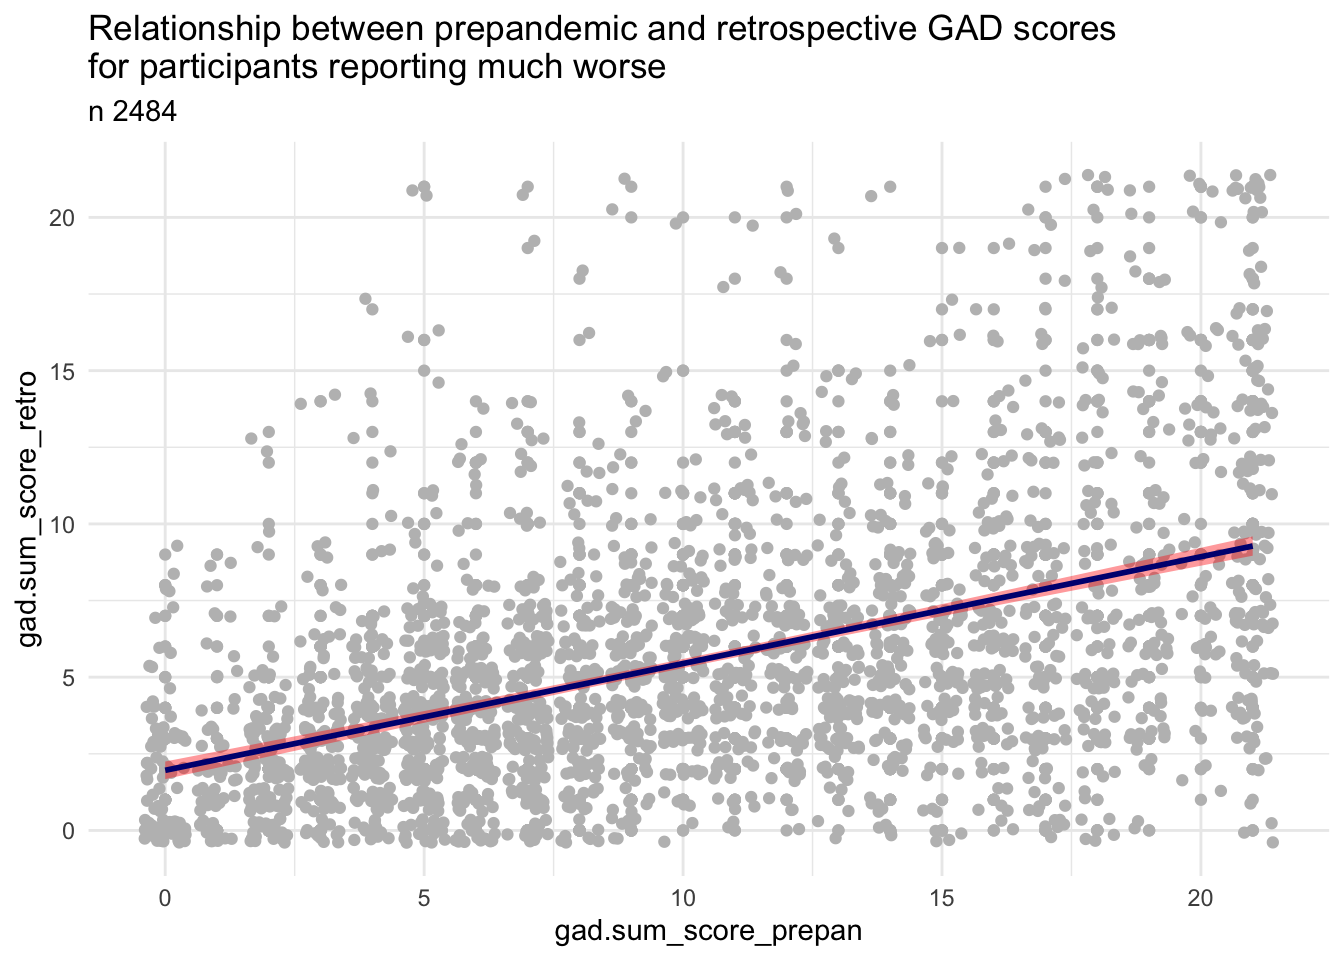 Relationship between prepandemic and retrospective GAD scores
for participants reporting much worse
n 2484
20
15
10
5
0
gad.sum_score_retro
0
5
10
15
20
gad.sum_score_prepan